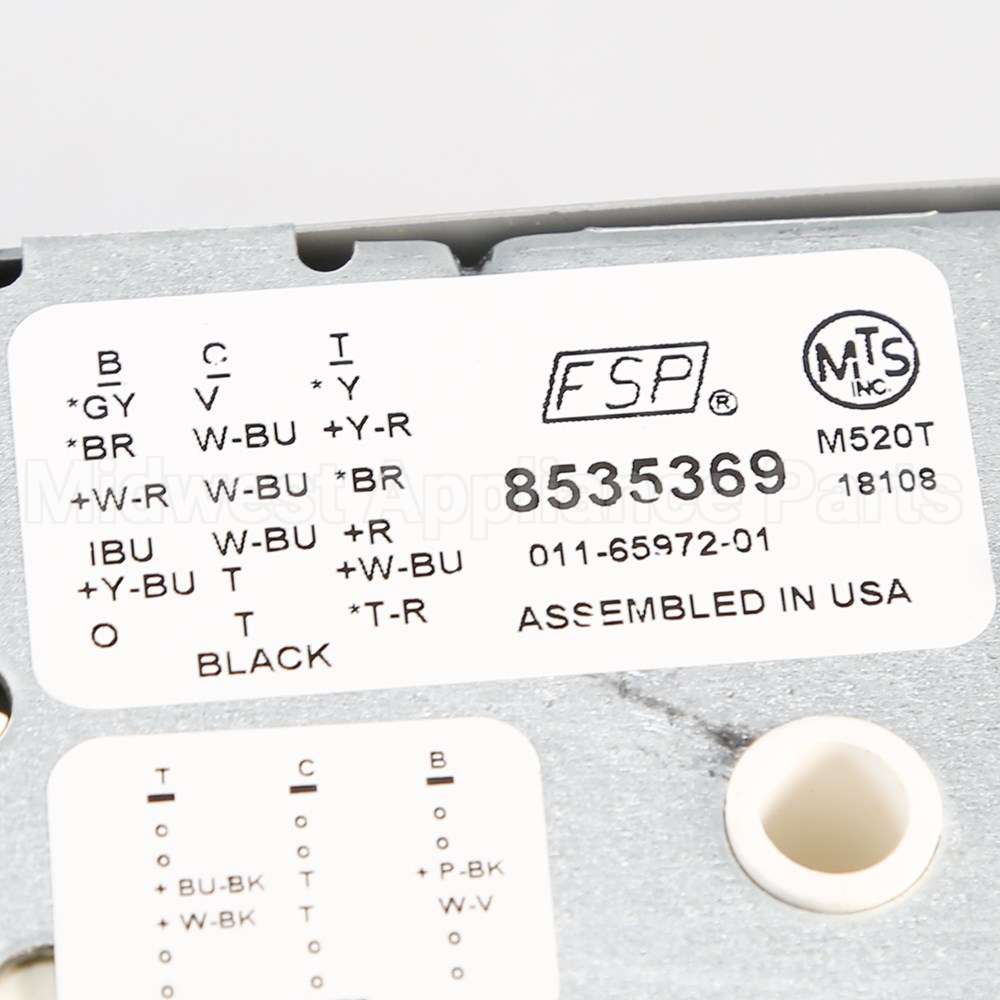 B C T
*GY V * Y
*BR W-BU +Y-R
+W-R W-BU *BR
IBU W-BU +R
+Y-BU T +W-BU
O T *T-R
BLACK
FSP ®
MTS
INC.
M520T
8535369
18108
011-65972-01
ASSEMBLED IN USA
Midwest Appliance Parts
T C B
O O O
O O O
+ BU-BK T + P-BK
+ W-BK T W-V
O O O
O O O